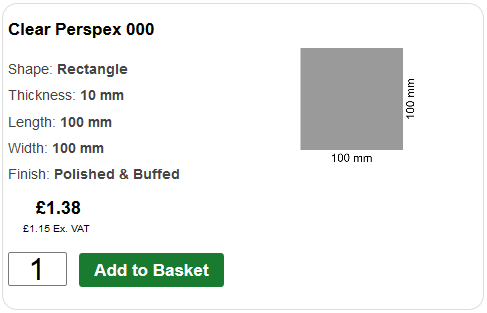 Clear Perspex 000
Shape: Rectangle
Thickness: 10 mm
Length: 100 mm
Width: 100 mm
Finish: Polished & Buffed
100 mm
100 mm
£1.38
£1.15 Ex. VAT
1
Add to Basket